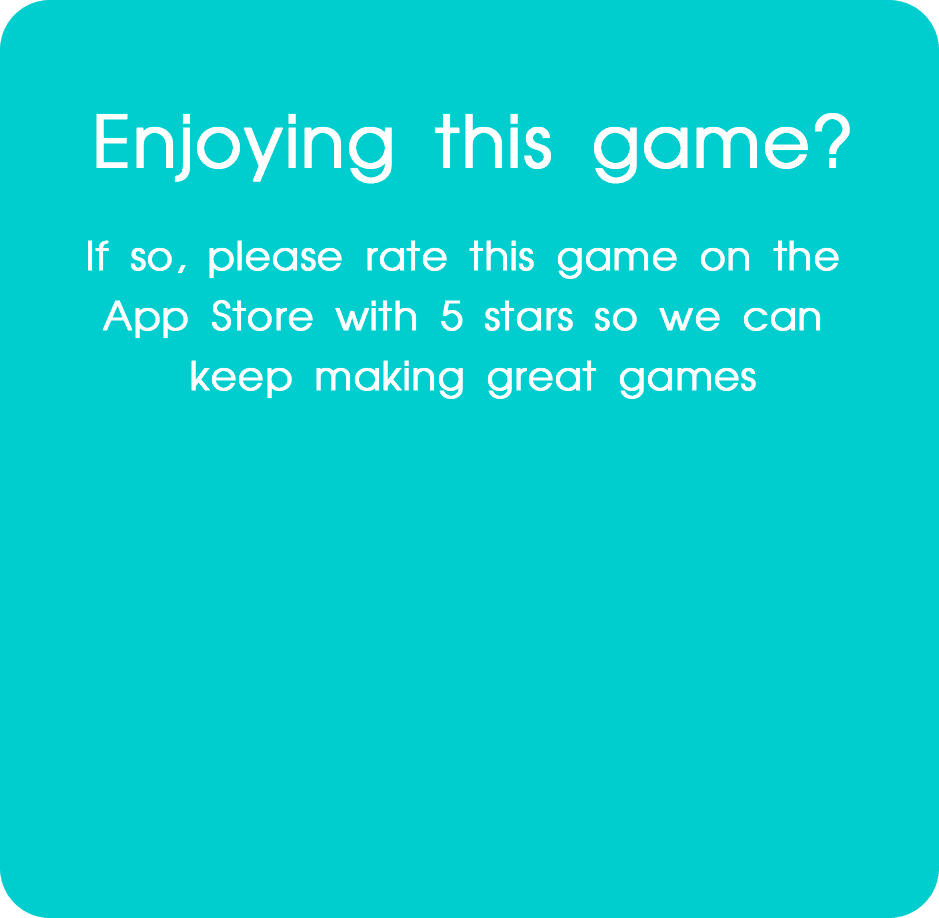 Enjoying this game?
If so, please rate this game on the
App Store with 5 stars so we can
keep making great games